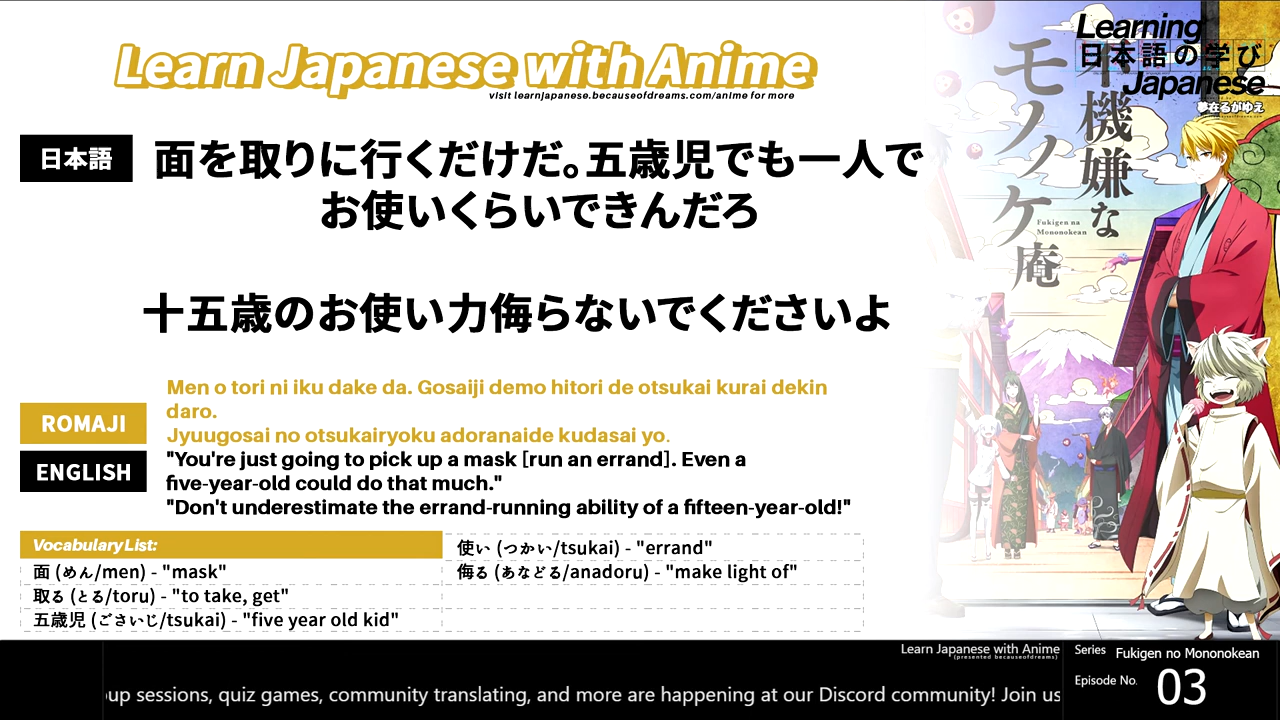 Learn Japanese with Anime
visit learnjapanese.becauseofdreams.com/anime for more
Learning
日本語の学び
Japanese
夢在るがゆえ
不機嫌な
モノノケ庵
Fukigen na
Mononokean
日本語
面を取りに行くだけだ。五歳児でも一人で
お使いくらいできんだろ
十五歳のお使い力侮らないでくださいよ
ROMAJI
Men o tori ni iku dake da. Gosaiji demo hitori de otsukai kurai dekin
daro.
Jyuugosai no otsukairyoku adoranaide kudasai yo.
ENGLISH
"You're just going to pick up a mask [run an errand]. Even a
five-year-old could do that much."
"Don't underestimate the errand-running ability of a fifteen-year-old!"
Vocabulary List:
面 (めん/men) - "mask"
取る (とる/toru) - "to take, get"
五歳児 (ごさいじ/tsukai) - "five year old kid"
使い (つかい/tsukai) - "errand"
侮る (あなどる/anadoru) - "make light of"
Learn Japanese with Anime
(presented becauseofdreams)
Series
Fukigen no Mononokean
Episode No.
03
oup sessions, quiz games, community translating, and more are happening at our Discord community! Join us